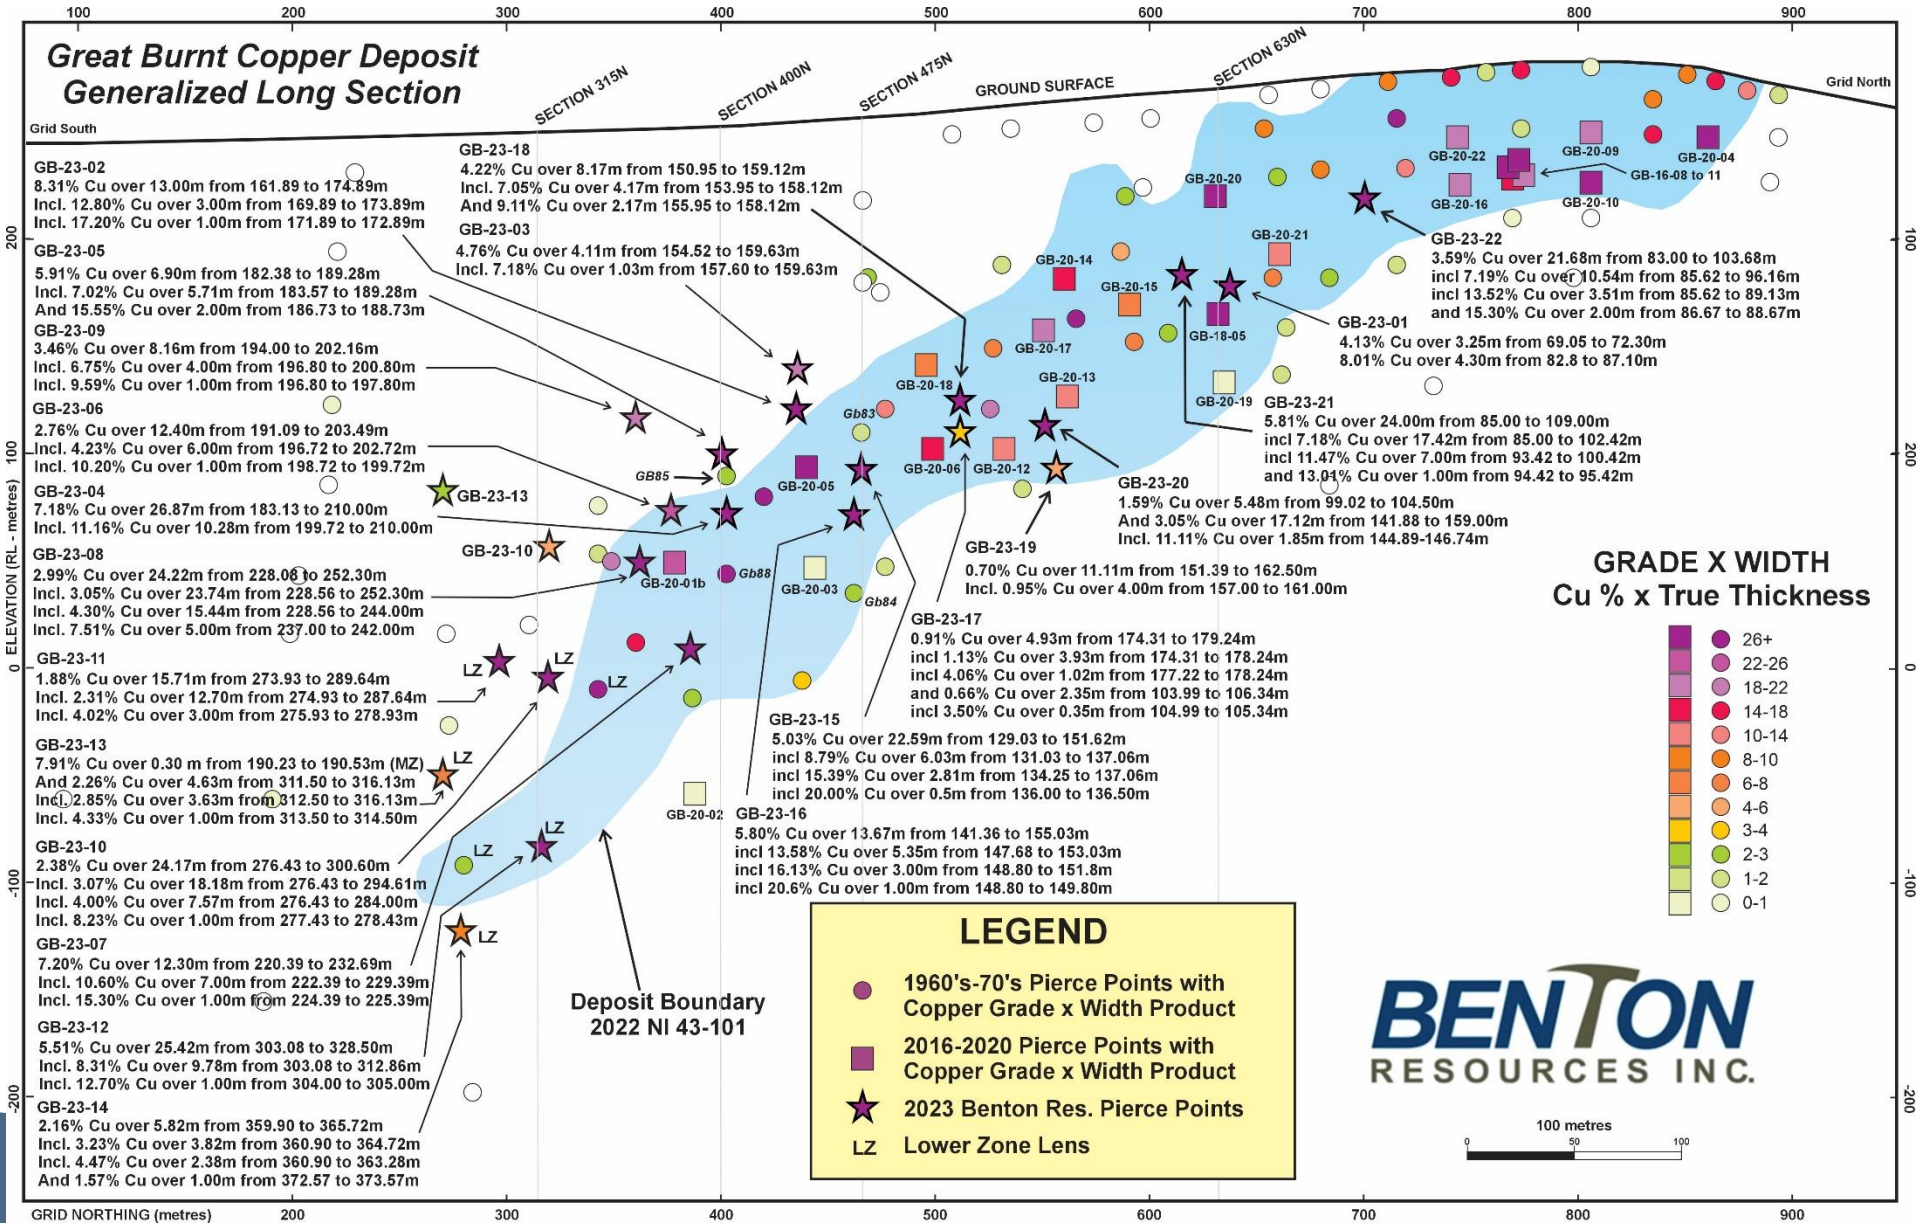 100 200 300 400 500 600 700 800 900
Great Burnt Copper Deposit
Generalized Long Section
Grid South
SECTION 315N
SECTION 400N
SECTION 475N
GROUND SURFACE
SECTION 630N
Grid North
GB-23-02
8.31% Cu over 13.00m from 161.89 to 174.89m
Incl. 12.80% Cu over 3.00m from 169.89 to 173.89m
Incl. 17.20% Cu over 1.00m from 171.89 to 172.89m
GB-23-05
5.91% Cu over 6.90m from 182.38 to 189.28m
Incl. 7.02% Cu over 5.71m from 183.57 to 189.28m
And 15.55% Cu over 2.00m from 186.73 to 188.73m
GB-23-09
3.46% Cu over 8.16m from 194.00 to 202.16m
Incl. 6.75% Cu over 4.00m from 196.80 to 200.80m
Incl. 9.59% Cu over 1.00m from 196.80 to 197.80m
GB-23-06
2.76% Cu over 12.40m from 191.09 to 203.49m
Incl. 4.23% Cu over 6.00m from 196.72 to 202.72m
Incl. 10.20% Cu over 1.00m from 198.72 to 199.72m
GB-23-04
7.18% Cu over 26.87m from 183.13 to 210.00m
Incl. 11.16% Cu over 10.28m from 199.72 to 210.00m
GB-23-08
2.99% Cu over 24.22m from 228.08 to 252.30m
Incl. 3.05% Cu over 23.74m from 228.56 to 252.30m
Incl. 4.30% Cu over 15.44m from 228.56 to 244.00m
Incl. 7.51% Cu over 5.00m from 237.00 to 242.00m
GB-23-11
1.88% Cu over 15.71m from 273.93 to 289.64m
Incl. 2.31% Cu over 12.70m from 274.93 to 287.64m
Incl. 4.02% Cu over 3.00m from 275.93 to 278.93m
GB-23-13
7.91% Cu over 0.30 m from 190.23 to 190.53m (MZ)
And 2.26% Cu over 4.63m from 311.50 to 316.13m
Incl. 2.85% Cu over 3.63m from 312.50 to 316.13m
Incl. 4.33% Cu over 1.00m from 313.50 to 314.50m
GB-23-10
2.38% Cu over 24.17m from 276.43 to 300.60m
Incl. 3.07% Cu over 18.18m from 276.43 to 294.61m
Incl. 4.00% Cu over 7.57m from 276.43 to 284.00m
Incl. 8.23% Cu over 1.00m from 277.43 to 278.43m
GB-23-07
7.20% Cu over 12.30m from 220.39 to 232.69m
Incl. 10.60% Cu over 7.00m from 222.39 to 229.39m
Incl. 15.30% Cu over 1.00m from 224.39 to 225.39m
GB-23-12
5.51% Cu over 25.42m from 303.08 to 328.50m
Incl. 8.31% Cu over 9.78m from 303.08 to 312.86m
Incl. 12.70% Cu over 1.00m from 304.00 to 305.00m
GB-23-14
2.16% Cu over 5.82m from 359.90 to 365.72m
Incl. 3.23% Cu over 3.82m from 360.90 to 364.72m
Incl. 4.47% Cu over 2.38m from 360.90 to 363.28m
And 1.57% Cu over 1.00m from 372.57 to 373.57m
GB-23-18
4.22% Cu over 8.17m from 150.95 to 159.12m
Incl. 7.05% Cu over 4.17m from 153.95 to 158.12m
And 9.11% Cu over 2.17m from 155.95 to 158.12m
GB-23-03
4.76% Cu over 4.11m from 154.52 to 159.63m
Incl. 7.18% Cu over 1.03m from 157.60 to 159.63m
GB-20-22
GB-20-09
GB-20-04
GB-16-08 to 11
GB-20-16
GB-20-10
GB-20-20
GB-20-21
GB-20-14
GB-20-15
GB-20-17
GB-18-05
GB-20-18
GB-20-13
GB-20-19
Gb83
GB-20-06
GB-20-12
GB85
GB-20-05
GB-23-13
GB-23-10
GB-20-01b
Gb88
GB-20-03
Gb84
LZ
LZ
LZ
LZ
LZ
LZ
LZ
GB-20-02
GB-23-22
3.59% Cu over 21.68m from 83.00 to 103.68m
incl 7.19% Cu over 10.54m from 85.62 to 96.16m
incl 13.52% Cu over 3.51m from 85.62 to 89.13m
and 15.30% Cu over 2.00m from 86.67 to 88.67m
GB-23-01
4.13% Cu over 3.25m from 69.05 to 72.30m
8.01% Cu over 4.30m from 82.8 to 87.10m
GB-23-21
5.81% Cu over 24.00m from 85.00 to 109.00m
incl 7.18% Cu over 17.42m from 85.00 to 102.42m
incl 11.47% Cu over 7.00m from 93.42 to 100.42m
and 13.01% Cu over 1.00m from 94.42 to 95.42m
GB-23-20
1.59% Cu over 5.48m from 99.02 to 104.50m
And 3.05% Cu over 17.12m from 141.88 to 159.00m
Incl. 11.11% Cu over 1.85m from 144.89-146.74m
GB-23-19
0.70% Cu over 11.11m from 151.39 to 162.50m
Incl. 0.95% Cu over 4.00m from 157.00 to 161.00m
GB-23-17
0.91% Cu over 4.93m from 174.31 to 179.24m
incl 1.13% Cu over 3.93m from 174.31 to 178.24m
incl 4.06% Cu over 1.02m from 177.22 to 178.24m
and 0.66% Cu over 2.35m from 103.99 to 106.34m
incl 3.50% Cu over 0.35m from 104.99 to 105.34m
GB-23-15
5.03% Cu over 22.59m from 129.03 to 151.62m
incl 8.79% Cu over 6.03m from 131.03 to 137.06m
incl 15.39% Cu over 2.81m from 134.25 to 137.06m
incl 20.00% Cu over 0.5m from 136.00 to 136.50m
GB-23-16
5.80% Cu over 13.67m from 141.36 to 155.03m
incl 13.58% Cu over 5.35m from 147.68 to 153.03m
incl 16.13% Cu over 3.00m from 148.80 to 151.8m
incl 20.6% Cu over 1.00m from 148.80 to 149.80m
Deposit Boundary
2022 NI 43-101
GRADE X WIDTH
Cu % x True Thickness
26+
22-26
18-22
14-18
10-14
8-10
6-8
4-6
3-4
2-3
1-2
0-1
LEGEND
1960's-70's Pierce Points with
Copper Grade x Width Product
2016-2020 Pierce Points with
Copper Grade x Width Product
2023 Benton Res. Pierce Points
LZ Lower Zone Lens
BENTON
RESOURCES INC.
100 metres
0 50 100
ELEVATION (RL - metres)
200
100
0
-100
-200
100
200
0
-100
-200
GRID NORTHING (metres) 200 300 400 500 600 700 800 900